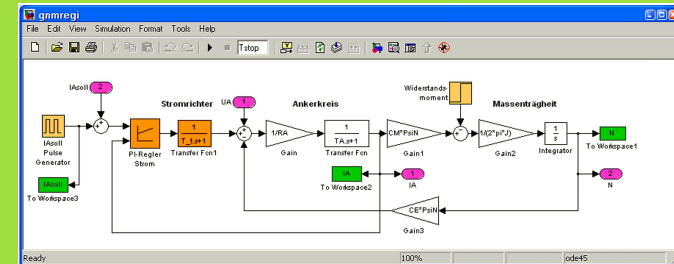 gnmregi
File Edit View Simulation Format Tools Help
Tstop
IAsoll 2
Widerstands-
moment
Stromrichter UA 1 Ankerkreis Massenträgheit
IAsoll
Pulse
Generator
PI-Regler
Strom
1
T_t.s+1
Transfer Fcn1
1/RA
Gain
1
TA.s+1
Transfer Fcn
CM*PsiN
Gain1
1/(2*pi*J)
Gain2
1
s
Integrator
N
To Workspace1
IAsoll
To Workspace3
IA
To Workspace2
1
IA
2
N
CE*PsiN
Gain3
Ready 100% ode45